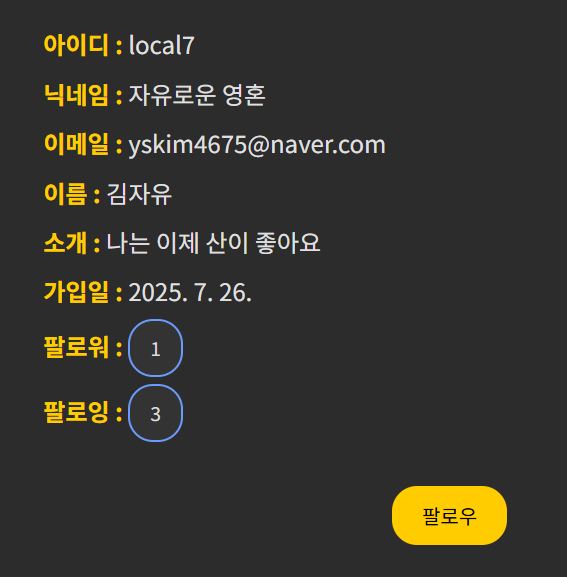 아이디 : local7
닉네임 : 자유로운 영혼
이메일 : yskim4675@naver.com
이름 : 김자유
소개 : 나는 이제 산이 좋아요
가입일 : 2025. 7. 26.
팔로워 : 1
팔로잉 : 3
팔로우